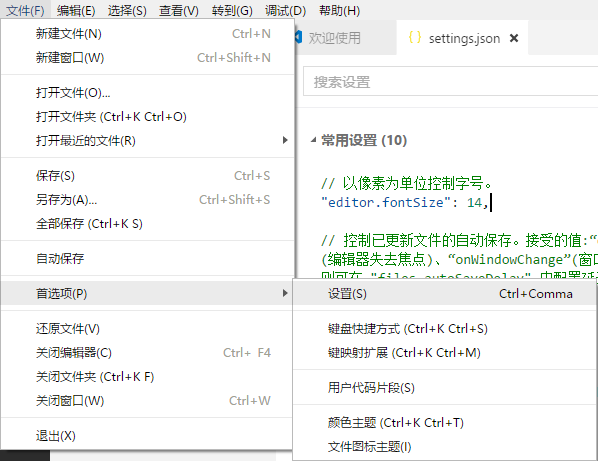 文件(F) 编辑(E) 选择(S) 查看(V) 转到(G) 调试(D) 帮助(H)
新建文件(N) Ctrl+N
新建窗口(W) Ctrl+Shift+N
打开文件(O)...
打开文件夹 (Ctrl+K Ctrl+O)
打开最近的文件(R)
保存(S) Ctrl+S
另存为(A)... Ctrl+Shift+S
全部保存 (Ctrl+K S)
自动保存
首选项(P)
还原文件(V)
关闭编辑器(C) Ctrl+ F4
关闭文件夹 (Ctrl+K F)
关闭窗口(W) Ctrl+W
退出(X)
欢迎使用
{} settings.json ×
搜索设置
常用设置 (10)
// 以像素为单位控制字号。
"editor.fontSize": 14,
// 控制已更新文件的自动保存。接受的值:“
(编辑器失去焦点)、“onWindowChange”(窗口
则可在 "files.autoSaveDelay" 中配置延
设置(S) Ctrl+Comma
键盘快捷方式 (Ctrl+K Ctrl+S)
键映射扩展 (Ctrl+K Ctrl+M)
用户代码片段(S)
颜色主题 (Ctrl+K Ctrl+T)
文件图标主题(I)